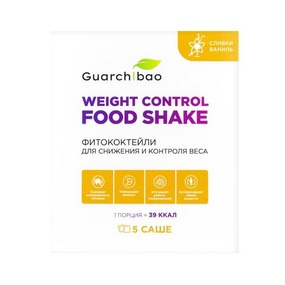 СЛИВКИ
ВАНИЛЬ
Guarchibao
WEIGHT CONTROL
FOOD SHAKE
ФИТОКОКТЕЙЛИ
ДЛЯ СНИЖЕНИЯ И КОНТРОЛЯ ВЕСА
1 ПОРЦИЯ = 39 ККАЛ
5 САШЕ